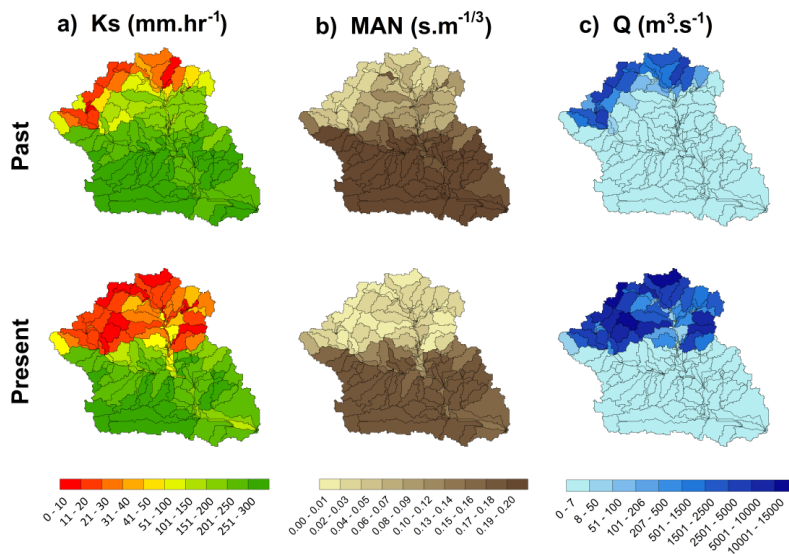 a) Ks (mm.hr⁻¹)
b) MAN (s.m⁻¹ᐟ³)
c) Q (m³.s⁻¹)
Past
Present
0 - 10
11 - 20
21 - 30
31 - 40
41 - 50
51 - 100
101 - 150
151 - 200
201 - 250
251 - 300
0.00 - 0.01
0.02 - 0.03
0.04 - 0.05
0.06 - 0.07
0.08 - 0.09
0.10 - 0.12
0.13 - 0.14
0.15 - 0.16
0.17 - 0.18
0.19 - 0.20
0 - 7
8 - 50
51 - 100
101 - 206
207 - 500
501 - 1500
1501 - 2500
2501 - 5000
5001 - 10000
10001 - 15000